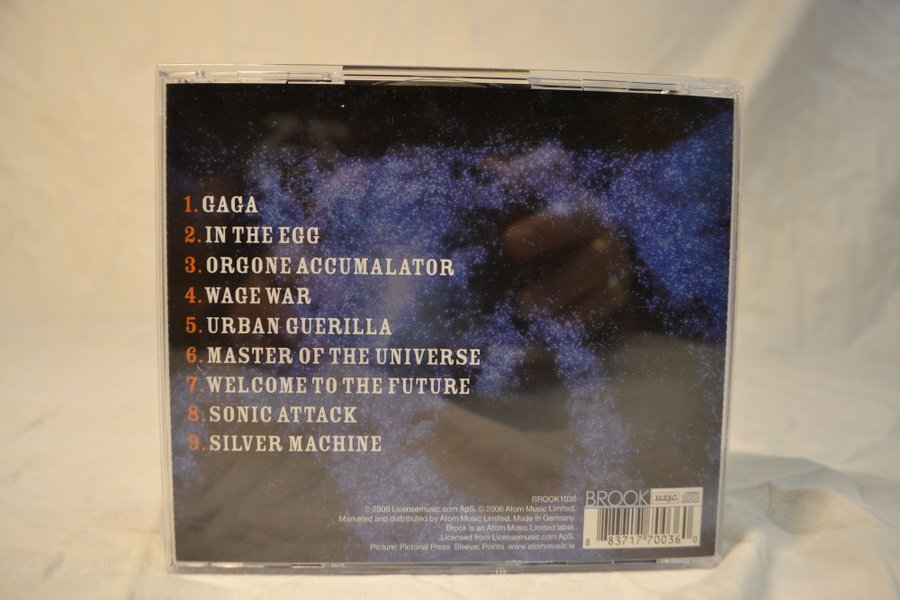 1. GAGA
2. IN THE EGG
3. ORGONE ACCUMALATOR
4. WAGE WAR
5. URBAN GUERILLA
6. MASTER OF THE UNIVERSE
7. WELCOME TO THE FUTURE
8. SONIC ATTACK
9. SILVER MACHINE
BROOK1036
℗ 2006 Licensemusic.com ApS. © 2006 Atom Music Limited.
Marketed and distributed by Atom Music Limited. Made In Germany.
Brook is an Atom Music Limited label.
Licensed from Licensemusic.com ApS.
Picture: Pictorial Press Sleeve: Points www.atommusic.ie
BROOK
mcps
8 83717 70036 0